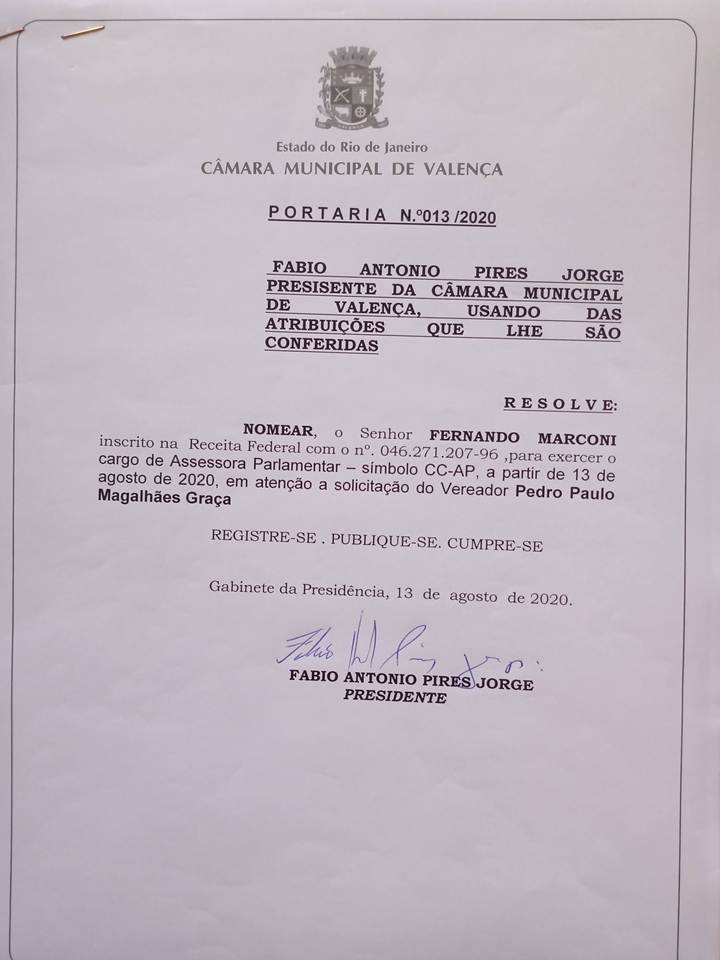 VALENÇA
Estado do Rio de Janeiro
CÂMARA MUNICIPAL DE VALENÇA
PORTARIA N.º013 /2020
FABIO ANTONIO PIRES JORGE
PRESISENTE DA CÂMARA MUNICIPAL
DE VALENÇA, USANDO DAS
ATRIBUIÇÕES QUE LHE SÃO
CONFERIDAS
RESOLVE:
NOMEAR, o Senhor FERNANDO MARCONI
inscrito na Receita Federal com o nº. 046.271.207-96 ,para exercer o
cargo de Assessora Parlamentar – símbolo CC-AP, a partir de 13 de
agosto de 2020, em atenção a solicitação do Vereador Pedro Paulo
Magalhães Graça
REGISTRE-SE . PUBLIQUE-SE. CUMPRE-SE
Gabinete da Presidência, 13 de agosto de 2020.
FABIO ANTONIO PIRES JORGE
PRESIDENTE